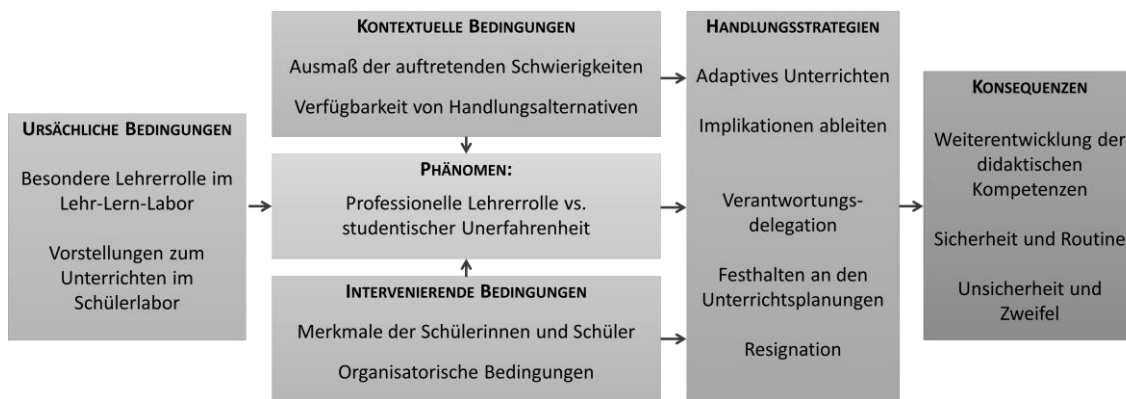 URSÄCHLICHE BEDINGUNGEN
Besondere Lehrerrolle im
Lehr-Lern-Labor
Vorstellungen zum
Unterrichten im
Schülerlabor
KONTEXTUELLE BEDINGUNGEN
Ausmaß der auftretenden Schwierigkeiten
Verfügbarkeit von Handlungsalternativen
PHÄNOMEN:
Professionelle Lehrerrolle vs.
studentischer Unerfahrenheit
INTERVENIERENDE BEDINGUNGEN
Merkmale der Schülerinnen und Schüler
Organisatorische Bedingungen
HANDLUNGSSTRATEGIEN
Adaptives Unterrichten
Implikationen ableiten
Verantwortungs-
delegation
Festhalten an den
Unterrichtsplanungen
Resignation
KONSEQUENZEN
Weiterentwicklung der
didaktischen
Kompetenzen
Sicherheit und Routine
Unsicherheit und
Zweifel